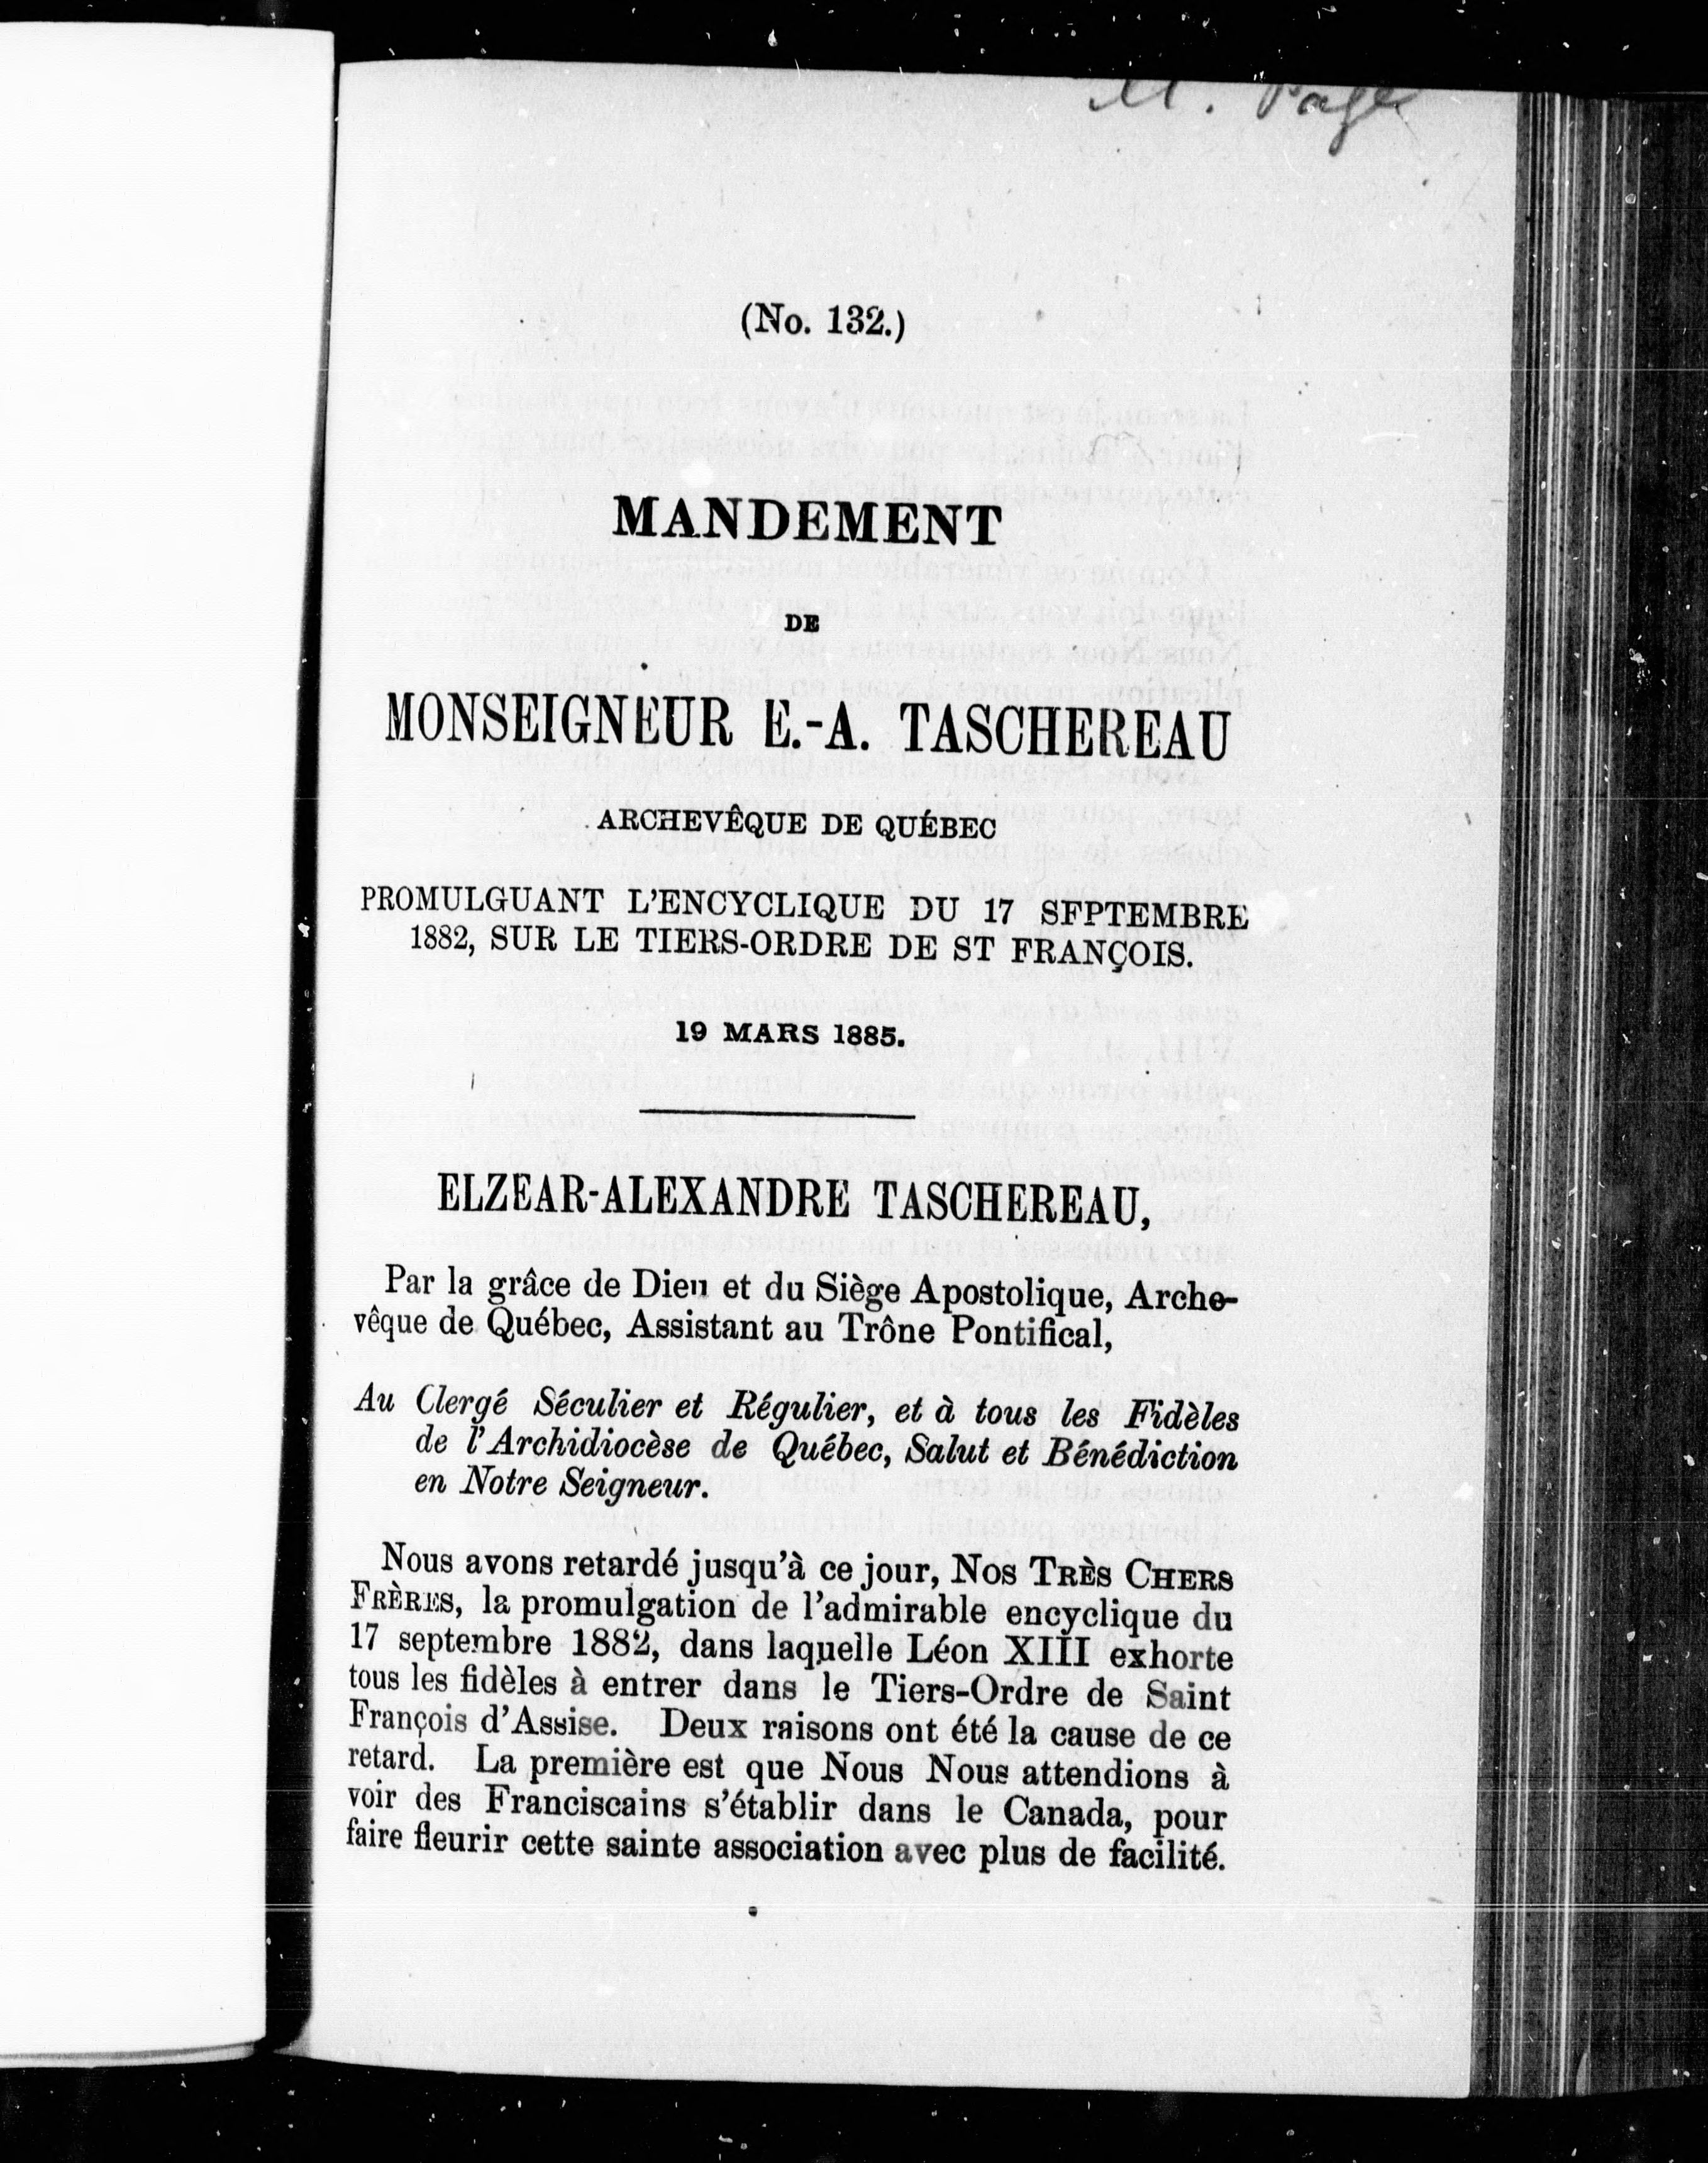 (No. 132.)
MANDEMENT
DE
MONSEIGNEUR E.-A. TASCHEREAU
ARCHEVÊQUE DE QUÉBEC
PROMULGUANT L'ENCYCLIQUE DU 17 SEPTEMBRE
1882, SUR LE TIERS-ORDRE DE ST FRANÇOIS.
19 MARS 1885.
ELZEAR-ALEXANDRE TASCHEREAU,
Par la grâce de Dieu et du Siège Apostolique, Arche-
vêque de Québec, Assistant au Trône Pontifical,
Au Clergé Séculier et Régulier, et à tous les Fidèles
de l'Archidiocèse de Québec, Salut et Bénédiction
en Notre Seigneur.
Nous avons retardé jusqu'à ce jour, Nos Très Chers
Frères, la promulgation de l'admirable encyclique du
17 septembre 1882, dans laquelle Léon XIII exhorte
tous les fidèles à entrer dans le Tiers-Ordre de Saint
François d'Assise. Deux raisons ont été la cause de ce
retard. La première est que Nous Nous attendions à
voir des Franciscains s'établir dans le Canada, pour
faire fleurir cette sainte association avec plus de facilité.